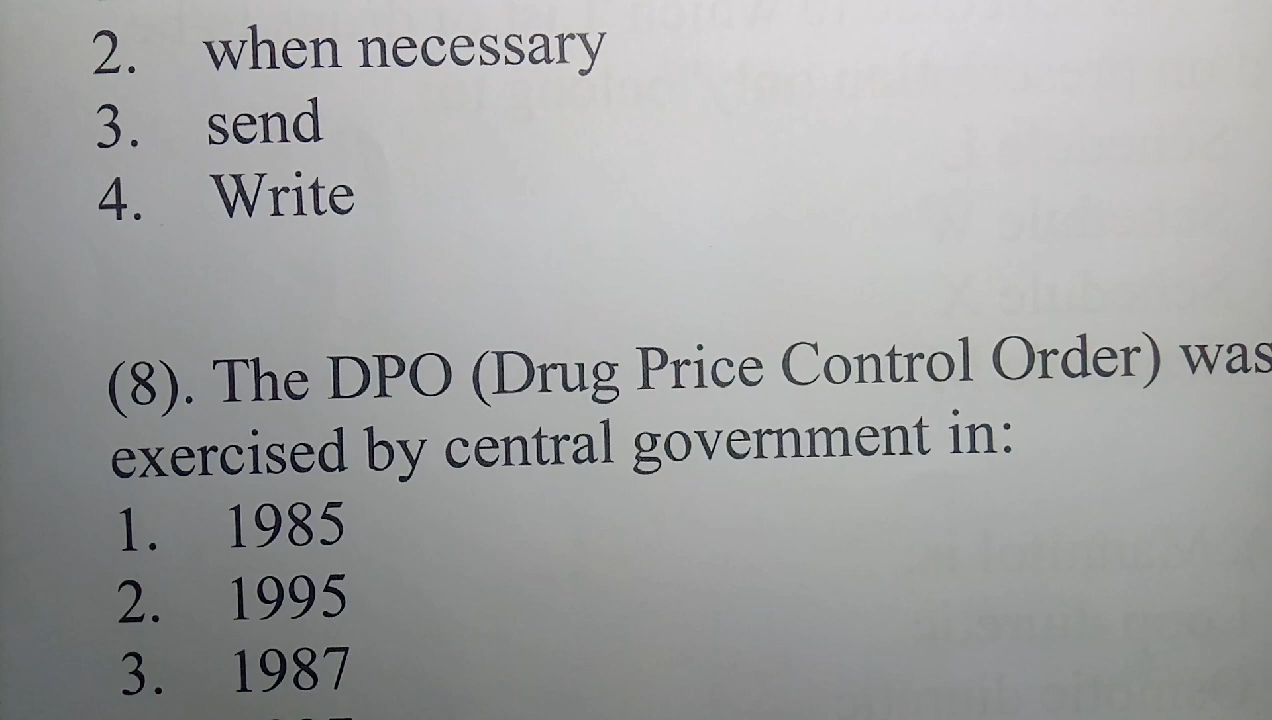 2. when necessary
3. send
4. Write
(8). The DPO (Drug Price Control Order) was
exercised by central government in:
1. 1985
2. 1995
3. 1987